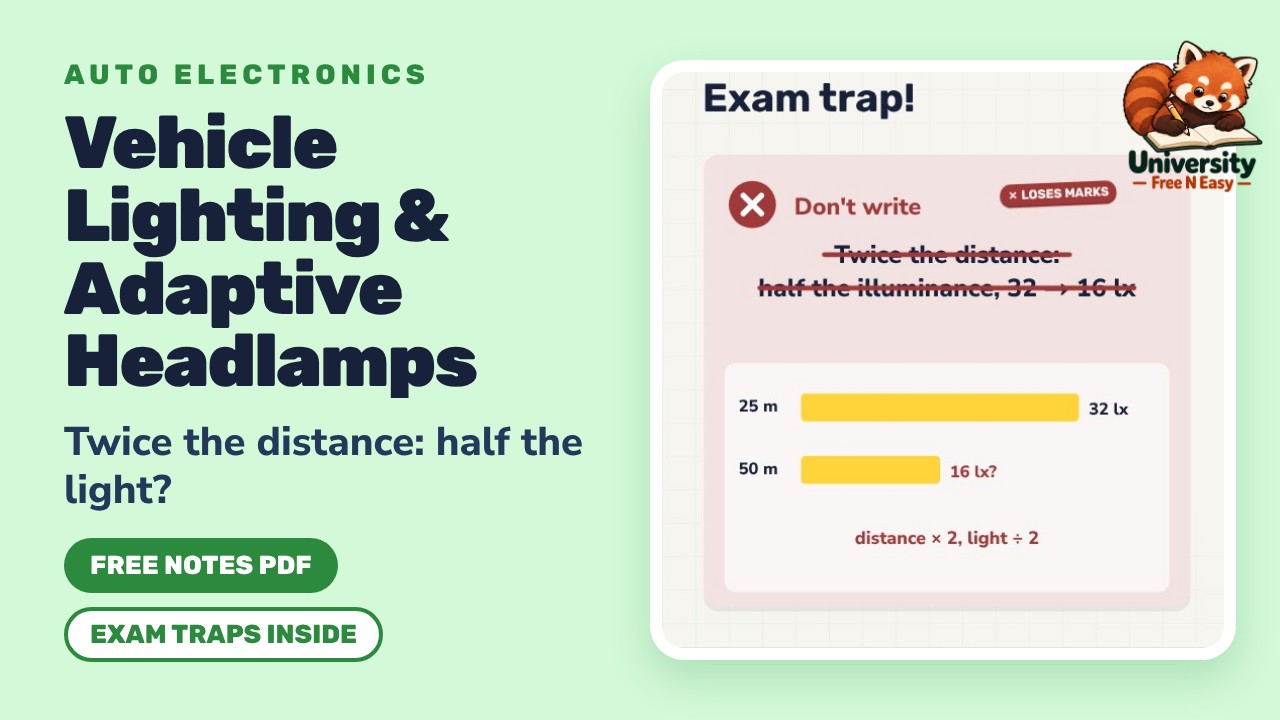 AUTO ELECTRONICS
Vehicle
Lighting &
Adaptive
Headlamps
Twice the distance: half the
light?
FREE NOTES PDF
EXAM TRAPS INSIDE
Exam trap!
Don't write
× LOSES MARKS
Twice the distance:
half the illuminance, 32 → 16 lx
25 m
32 lx
50 m
16 lx?
distance × 2, light ÷ 2
University
Free N Easy